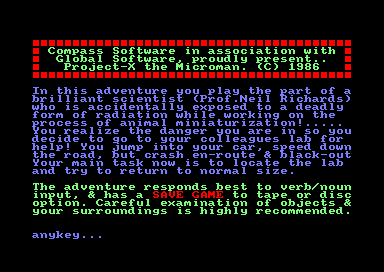 Compass Software in association with
Global Software, proudly present..
Project-X the Microman. (C) 1986
In this adventure you play the part of a
brilliant scientist (Prof.Neil Richards)
who is accidentally exposed to a deadly
form of radiation while working on the
process of animal miniaturization!.....
You realize the danger you are in so you
decide to go to your colleagues lab for
help! You jump into your car, speed down
the road, but crash en-route & black-out
Your main task now is to locate the lab
and try to return to normal size.
The adventure responds best to verb/noun
input, & has a SAVE GAME to tape or disc
option. Careful examination of objects &
your surroundings is highly recommended.
anykey...